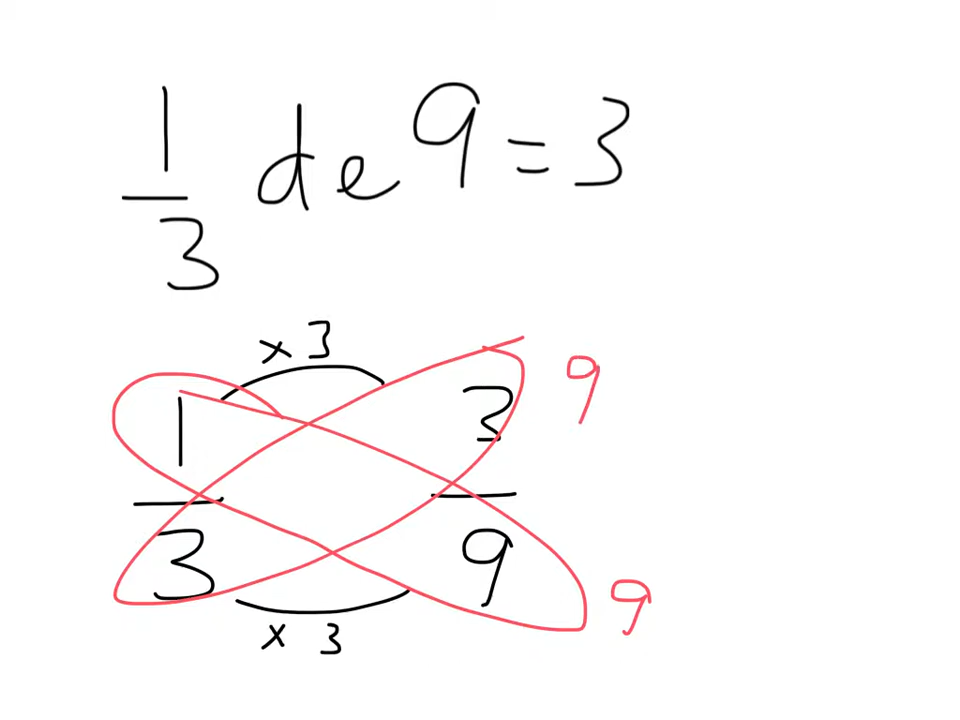 1/3 de 9 = 3
x 3
1/3 3/9 9
9
x 3